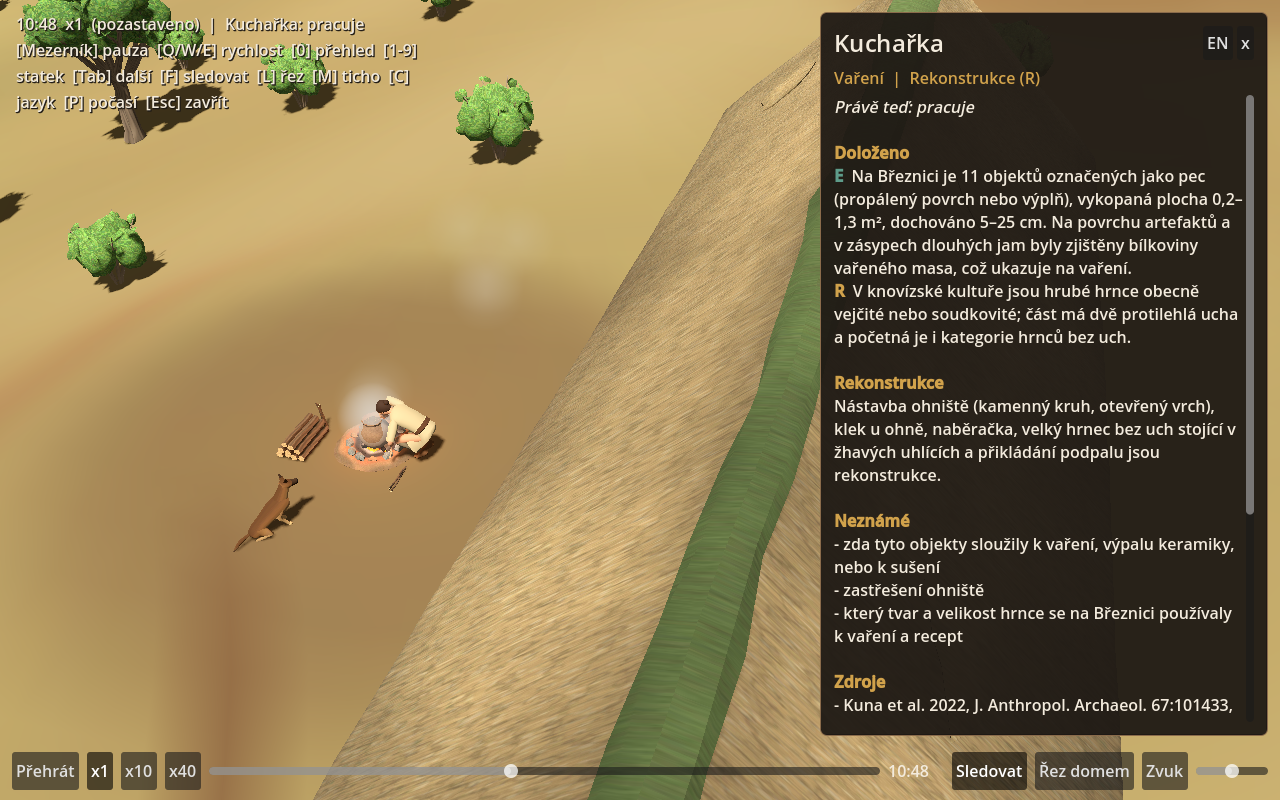 10:48 x1 (pozastaveno) | Kuchařka: pracuje
[Mezerník] pauza [Q/W/E] rychlost [0] přehled [1-9]
statek [Tab] další [F] sledovat [L] řez [M] ticho [C]
jazyk [P] počasí [Esc] zavřít
Kuchařka
EN x
Vaření | Rekonstrukce (R)
Právě teď: pracuje
Doloženo
E Na Březnici je 11 objektů označených jako pec
(propálený povrch nebo výplň), vykopaná plocha 0,2–
1,3 m², dochováno 5–25 cm. Na povrchu artefaktů a
v zásypech dlouhých jam byly zjištěny bílkoviny
vařeného masa, což ukazuje na vaření.
R V knovízské kultuře jsou hrubé hrnce obecně
vejčité nebo soudkovité; část má dvě protilehlá ucha
a početná je i kategorie hrnců bez uch.
Rekonstrukce
Nástavba ohniště (kamenný kruh, otevřený vrch),
klek u ohně, naběračka, velký hrnec bez uch stojící v
žhavých uhlících a přikládání podpalu jsou
rekonstrukce.
Neznámé
- zda tyto objekty sloužily k vaření, výpalu keramiky,
nebo k sušení
- zastřešení ohniště
- který tvar a velikost hrnce se na Březnici používaly
k vaření a recept
Zdroje
- Kuna et al. 2022, J. Anthropol. Archaeol. 67:101433,
Přehrát x1 x10 x40 10:48 Sledovat Řez domem Zvuk